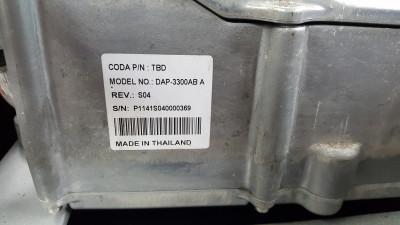 CODA P/N : TBD
MODEL NO.: DAP-3300AB A
REV.: S04
S/N: P1141S040000369
MADE IN THAILAND